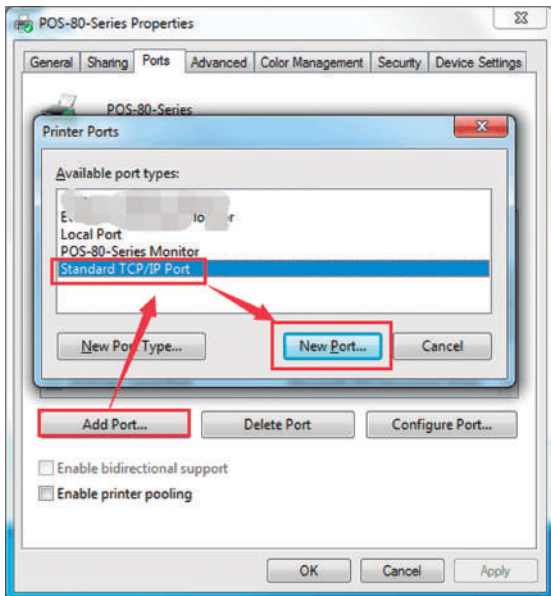 POS-80-Series Properties
General Sharing Ports Advanced Color Management Security Device Settings
POS-80-Series
Printer Ports
Available port types:
Local Port
POS-80-Series Monitor
Standard TCP/IP Port
New Port Type... New Port... Cancel
Add Port... Delete Port Configure Port...
Enable bidirectional support
Enable printer pooling
OK Cancel Apply